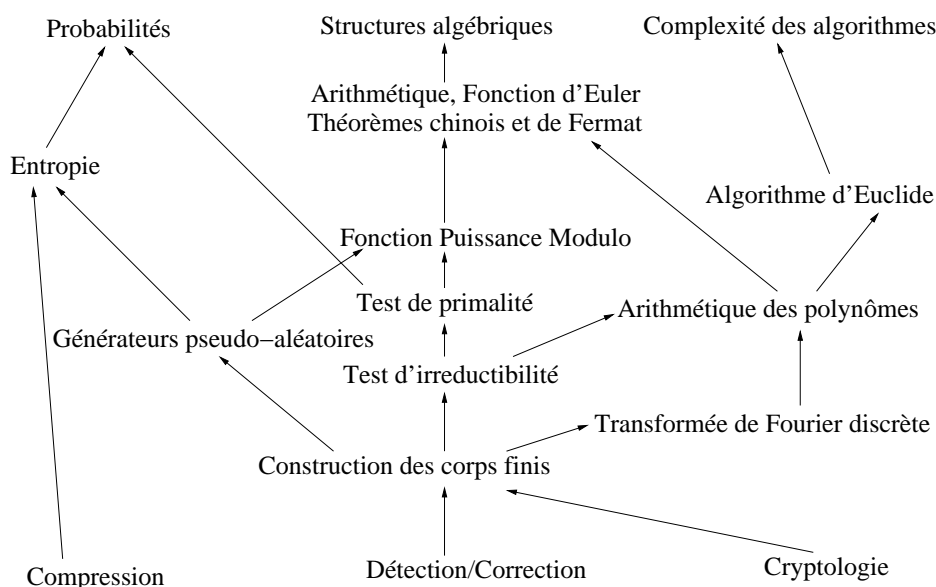 Probabilités
Structures algébriques
Complexité des algorithmes
Arithmétique, Fonction d’Euler
Théorèmes chinois et de Fermat
Entropie
Algorithme d’Euclide
Fonction Puissance Modulo
Test de primalité
Arithmétique des polynômes
Générateurs pseudo−aléatoires
Test d’irreductibilité
Transformée de Fourier discrète
Construction des corps finis
Compression
Détection/Correction
Cryptologie